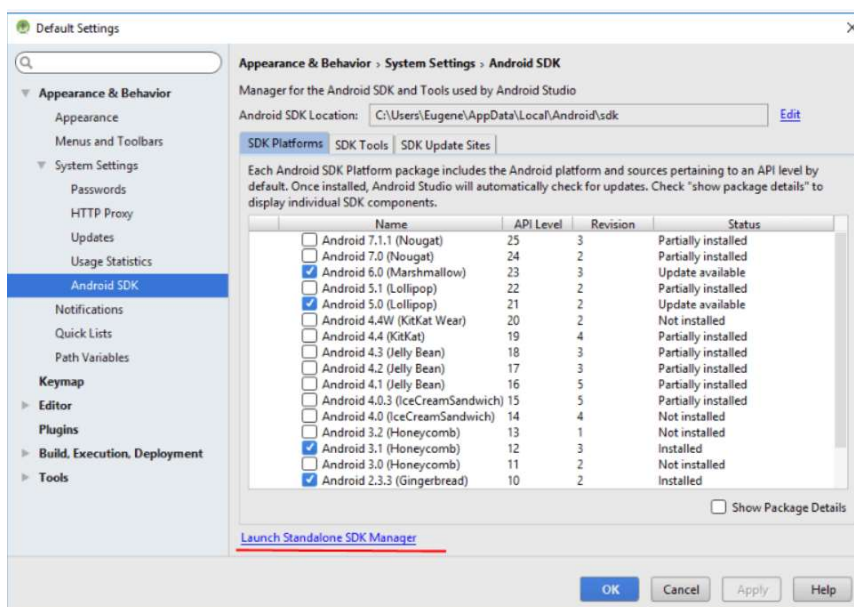 Default Settings
Appearance & Behavior
Appearance
Menus and Toolbars
System Settings
Passwords
HTTP Proxy
Updates
Usage Statistics
Android SDK
Notifications
Quick Lists
Path Variables
Keymap
Editor
Plugins
Build, Execution, Deployment
Tools
Appearance & Behavior › System Settings › Android SDK
Manager for the Android SDK and Tools used by Android Studio
Android SDK Location: C:\Users\Eugene\AppData\Local\Android\sdk Edit
SDK Platforms SDK Tools SDK Update Sites
Each Android SDK Platform package includes the Android platform and sources pertaining to an API level by
default. Once installed, Android Studio will automatically check for updates. Check "show package details" to
display individual SDK components.
Name API Level Revision Status
Android 7.1.1 (Nougat) 25 3 Partially installed
Android 7.0 (Nougat) 24 2 Partially installed
Android 6.0 (Marshmallow) 23 3 Update available
Android 5.1 (Lollipop) 22 2 Partially installed
Android 5.0 (Lollipop) 21 2 Update available
Android 4.4W (KitKat Wear) 20 2 Not installed
Android 4.4 (KitKat) 19 4 Partially installed
Android 4.3 (Jelly Bean) 18 3 Partially installed
Android 4.2 (Jelly Bean) 17 3 Partially installed
Android 4.1 (Jelly Bean) 16 5 Partially installed
Android 4.0.3 (IceCreamSandwich) 15 5 Partially installed
Android 4.0 (IceCreamSandwich) 14 4 Not installed
Android 3.2 (Honeycomb) 13 1 Not installed
Android 3.1 (Honeycomb) 12 3 Installed
Android 3.0 (Honeycomb) 11 2 Not installed
Android 2.3.3 (Gingerbread) 10 2 Installed
Show Package Details
Launch Standalone SDK Manager
OK Cancel Apply Help